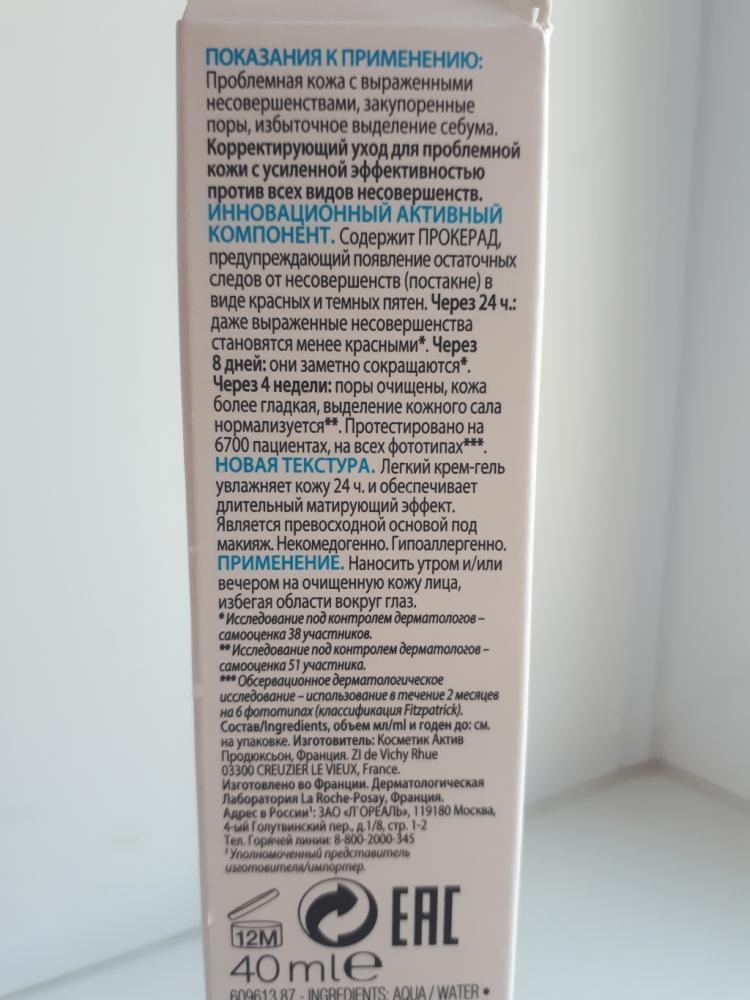 ПОКАЗАНИЯ К ПРИМЕНЕНИЮ:
Проблемная кожа с выраженными
несовершенствами, закупоренные
поры, избыточное выделение себума.
Корректирующий уход для проблемной
кожи с усиленной эффективностью
против всех видов несовершенств.
ИННОВАЦИОННЫЙ АКТИВНЫЙ
КОМПОНЕНТ. Содержит ПРОКЕРАД,
предупреждающий появление остаточных
следов от несовершенств (постакне) в
виде красных и темных пятен. Через 24 ч.:
даже выраженные несовершенства
становятся менее красными*. Через
8 дней: они заметно сокращаются*.
Через 4 недели: поры очищены, кожа
более гладкая, выделение кожного сала
нормализуется**. Протестировано на
6700 пациентах, на всех фототипах***.
НОВАЯ ТЕКСТУРА. Легкий крем-гель
увлажняет кожу 24 ч. и обеспечивает
длительный матирующий эффект.
Является превосходной основой под
макияж. Некомедогенно. Гипоаллергенно.
ПРИМЕНЕНИЕ. Наносить утром и/или
вечером на очищенную кожу лица,
избегая области вокруг глаз.
* Исследование под контролем дерматологов –
самооценка 38 участников.
** Исследование под контролем дерматологов –
самооценка 51 участника.
*** Обсервационное дерматологическое
исследование – использование в течение 2 месяцев
на 6 фототипах (классификация Fitzpatrick).
Состав/Ingredients, объем мл/ml и годен до: см.
на упаковке. Изготовитель: Косметик Актив
Продюксьон, Франция. ZI de Vichy Rhue
03300 CREUZIER LE VIEUX, France.
Изготовлено во Франции. Дерматологическая
Лаборатория La Roche-Posay, Франция.
Адрес в России¹: ЗАО «Л'ОРЕАЛЬ», 119180 Москва,
4-ый Голутвинский пер., д.1/8, стр. 1-2
Тел. Горячей линии: 8-800-2000-345
¹ Уполномоченный представитель
изготовителя/импортер.
12M
EAC
40 ml e
609613 87 - INGREDIENTS: AQUA / WATER •